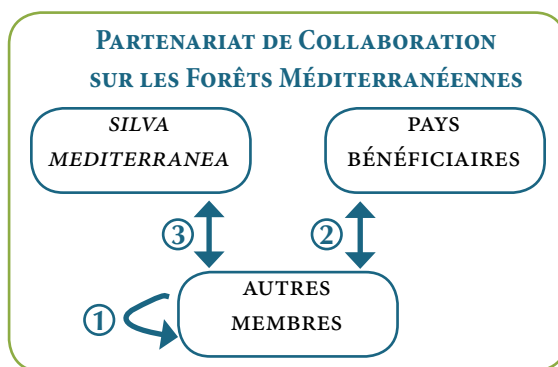 Partenariat de Collaboration
sur les Forêts Méditerranéennes
SILVA
MEDITERRANEA
PAYS
BÉNÉFICIAIRES
③
②
AUTRES
MEMBRES
①